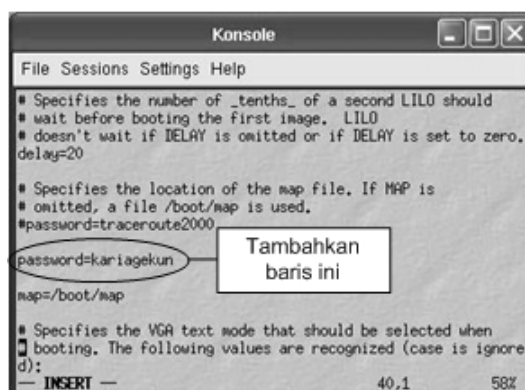 Konsole
File Sessions Settings Help
# Specifies the number of _tenths_ of a second LILO should
# wait before booting the first image. LILO
# doesn't wait if DELAY is omitted or if DELAY is set to zero.
delay=20
# Specifies the location of the map file. If MAP is
# omitted, a file /boot/map is used.
#password=traceroute2000
password=kariagekun
Tambahkan
baris ini
map=/boot/map
# Specifies the VGA text mode that should be selected when
booting. The following values are recognized (case is ignore
d):
— INSERT — 40,1 58%